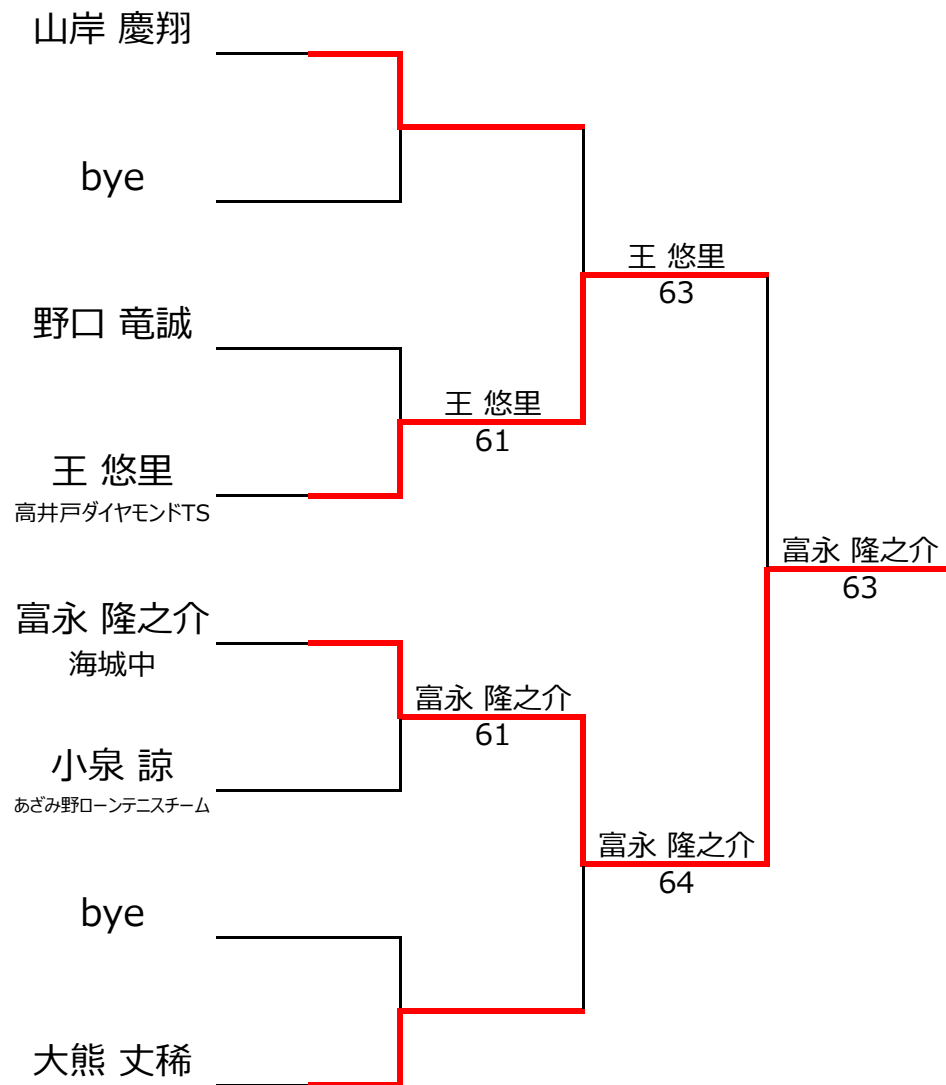 山岸 慶翔
bye
野口 竜誠
王 悠里
高井戸ダイヤモンドTS
富永 隆之介
海城中
小泉 諒
あざみ野ローンテニスチーム
bye
大熊 丈稀
王 悠里
61
富永 隆之介
61
王 悠里
63
富永 隆之介
64
富永 隆之介
63